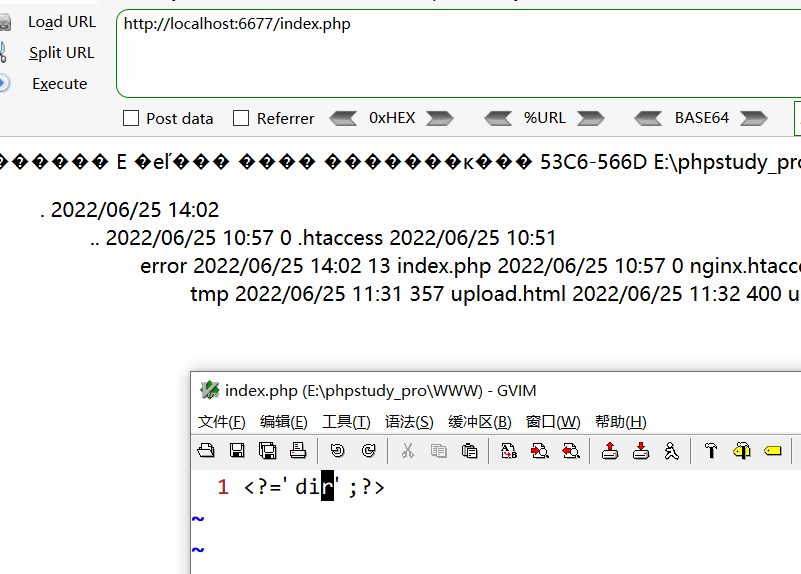 Load URL
http://localhost:6677/index.php
Split URL
Execute
Post data Referrer 0xHEX %URL BASE64
������ E �eľ��� ���� �������к��� 53C6-566D E:\phpstudy_pro
. 2022/06/25 14:02
.. 2022/06/25 10:57 0 .htaccess 2022/06/25 10:51
error 2022/06/25 14:02 13 index.php 2022/06/25 10:57 0 nginx.htacce
tmp 2022/06/25 11:31 357 upload.html 2022/06/25 11:32 400 u
index.php (E:\phpstudy_pro\WWW) - GVIM
文件(F) 编辑(E) 工具(T) 语法(S) 缓冲区(B) 窗口(W) 帮助(H)
1 <?='dir';?>
~
~